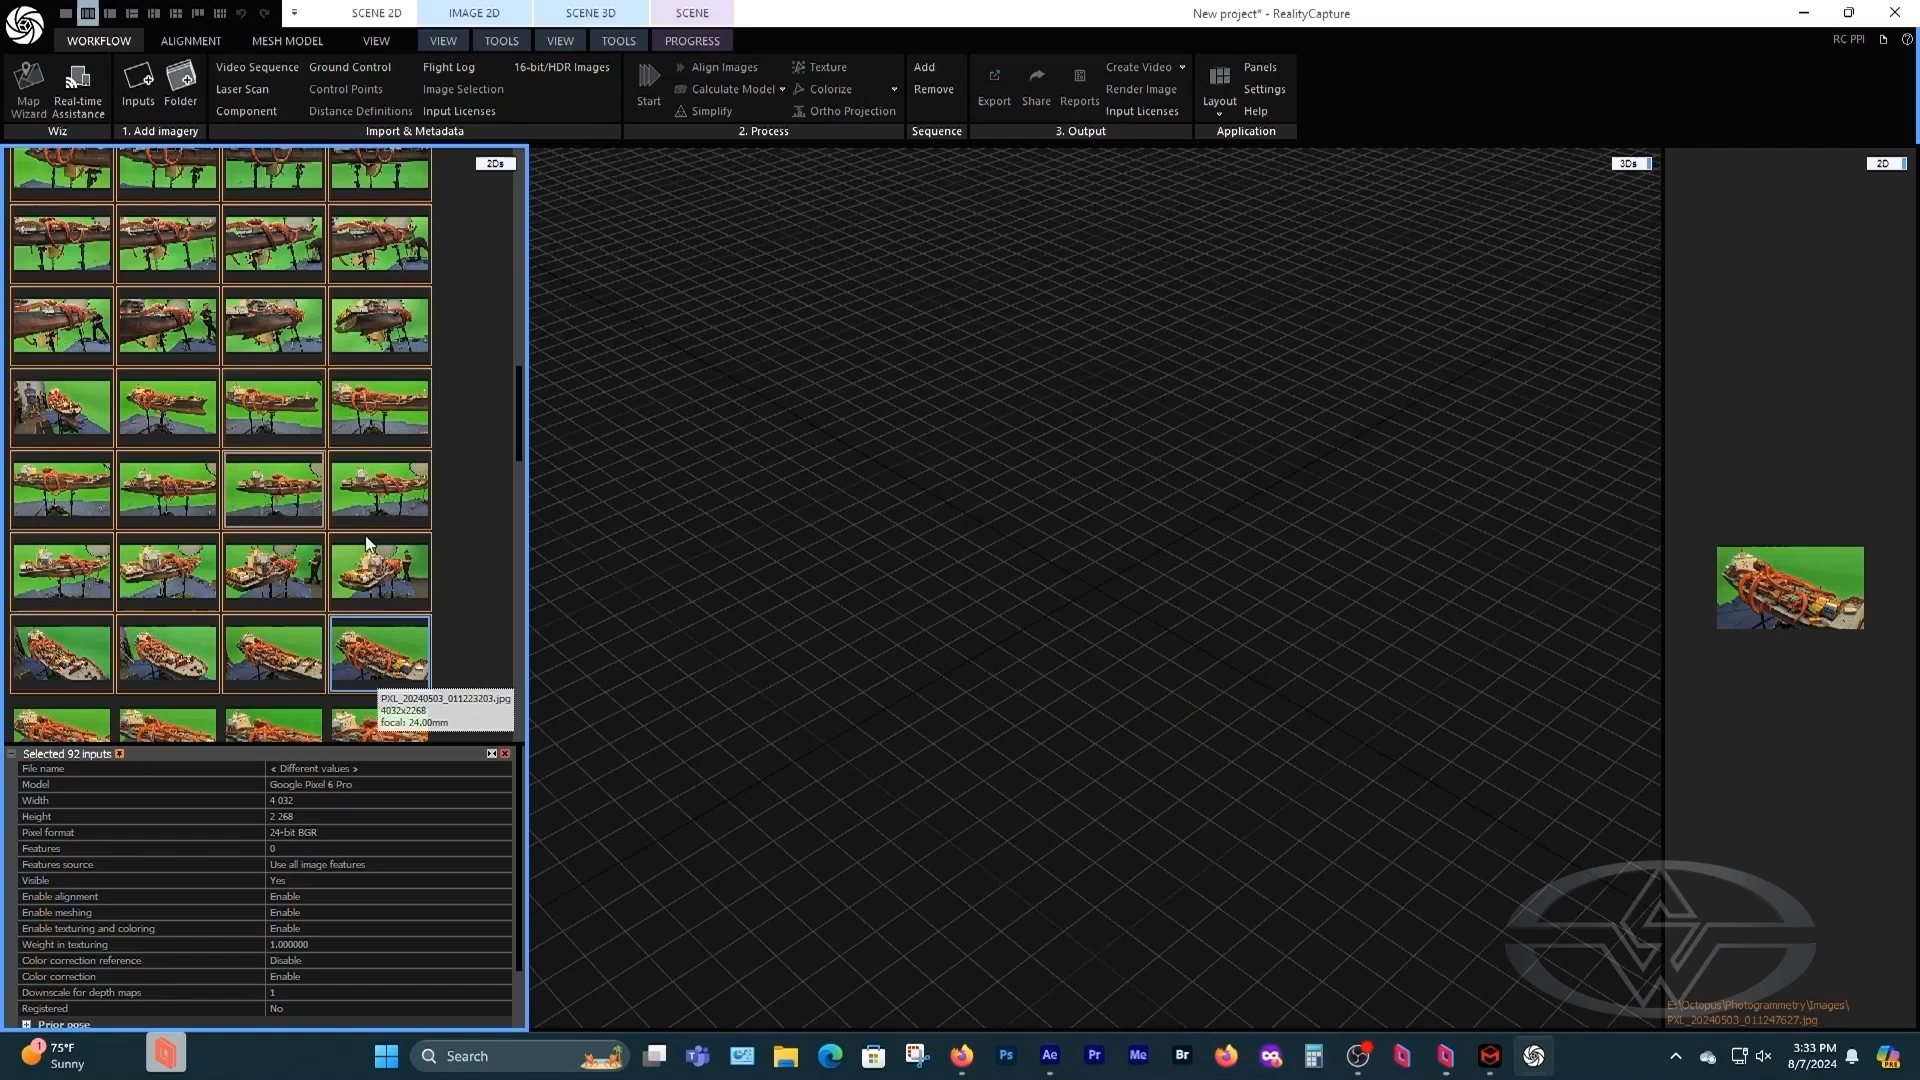 SCENE 2D IMAGE 2D SCENE 3D SCENE New project* - RealityCapture
WORKFLOW ALIGNMENT MESH MODEL VIEW VIEW TOOLS VIEW TOOLS PROGRESS RC PPI
Video Sequence Ground Control Flight Log 16-bit/HDR Images Align Images Texture Add Create Video Panels
Laser Scan Control Points Image Selection Calculate Model Colorize Remove Render Image Settings
Map Wizard Real-time Assistance Inputs Folder Start Export Share Reports Layout
Component Distance Definitions Input Licenses Simplify Ortho Projection Input Licenses Help
Wiz 1. Add imagery Import & Metadata 2. Process Sequence 3. Output Application
2Ds 3Ds 2D
PXL_20240503_011223203.jpg
4032x2268
focal: 24.00mm
Selected 92 inputs
File name < Different values >
Model Google Pixel 6 Pro
Width 4 032
Height 2 268
Pixel format 24-bit BGR
Features 0
Features source Use all image features
Visible Yes
Enable alignment Enable
Enable meshing Enable
Enable texturing and coloring Enable
Weight in texturing 1.000000
Color correction reference Disable
Color correction Enable
Downscale for depth maps 1
Registered No
Prior pose
E:\Octopus\Photogrammetry\Images\
PXL_20240503_011247627.jpg
1 75°F
Sunny
Search
Ps Ae Pr Me Br
3:33 PM
8/7/2024
PRE